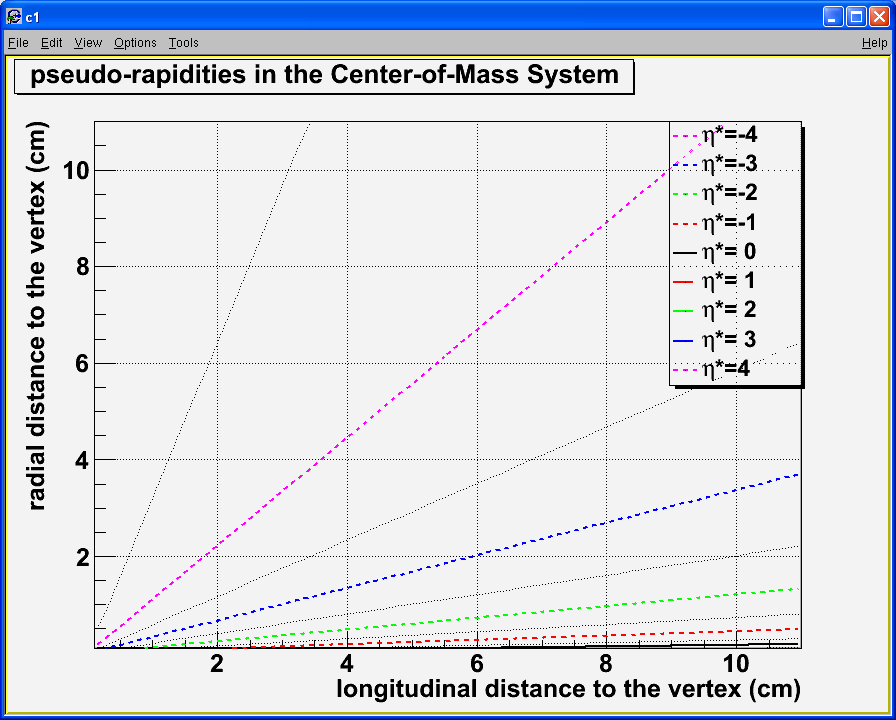 c1
File Edit View Options Tools Help
pseudo-rapidities in the Center-of-Mass System
radial distance to the vertex (cm)
10
8
6
4
2
η*=-4
η*=-3
η*=-2
η*=-1
η*= 0
η*= 1
η*= 2
η*= 3
η*=4
2 4 6 8 10
longitudinal distance to the vertex (cm)